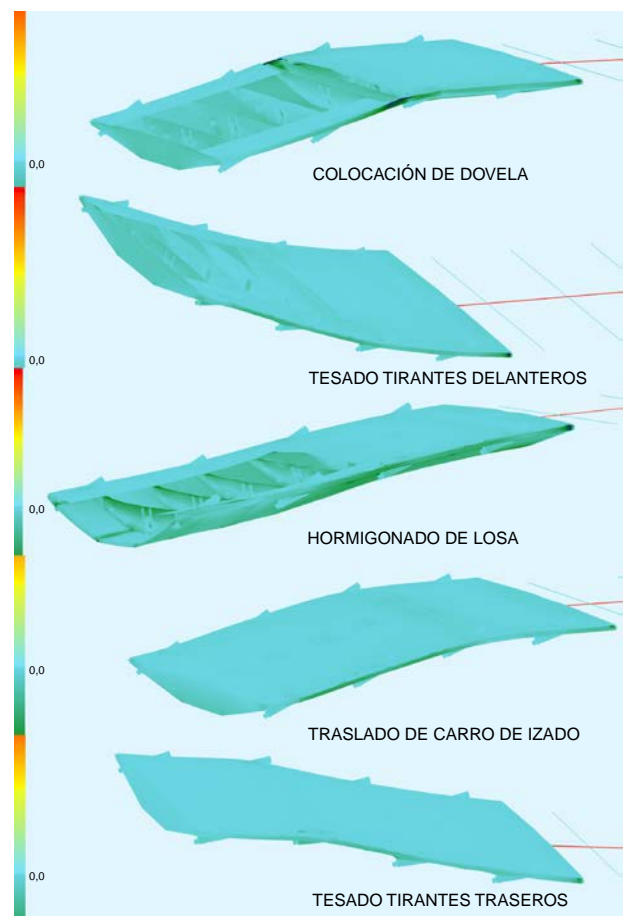 0,0
COLOCACIÓN DE DOVELA
0,0
TESADO TIRANTES DELANTEROS
0,0
HORMIGONADO DE LOSA
0,0
TRASLADO DE CARRO DE IZADO
0,0
TESADO TIRANTES TRASEROS